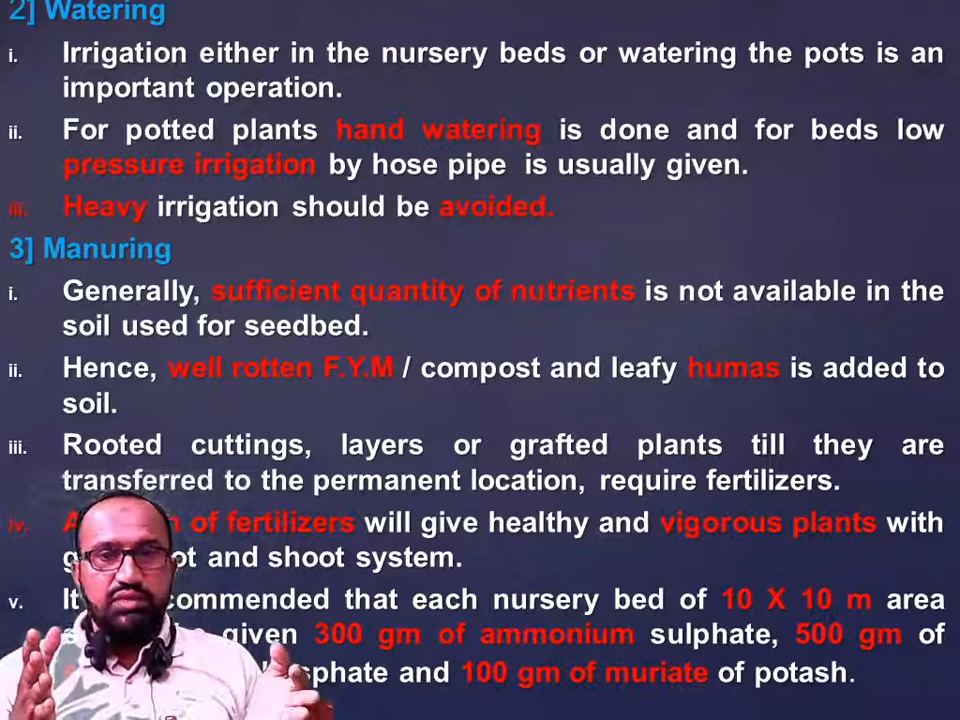 2] Watering
i. Irrigation either in the nursery beds or watering the pots is an
important operation.
ii. For potted plants hand watering is done and for beds low
pressure irrigation by hose pipe is usually given.
iii. Heavy irrigation should be avoided.
3] Manuring
i. Generally, sufficient quantity of nutrients is not available in the
soil used for seedbed.
ii. Hence, well rotten F.Y.M / compost and leafy humas is added to
soil.
iii. Rooted cuttings, layers or grafted plants till they are
transferred to the permanent location, require fertilizers.
iv. of fertilizers will give healthy and vigorous plants with
and shoot system.
v. It that each nursery bed of 10 X 10 m area
given 300 gm of ammonium sulphate, 500 gm of
and 100 gm of muriate of potash.